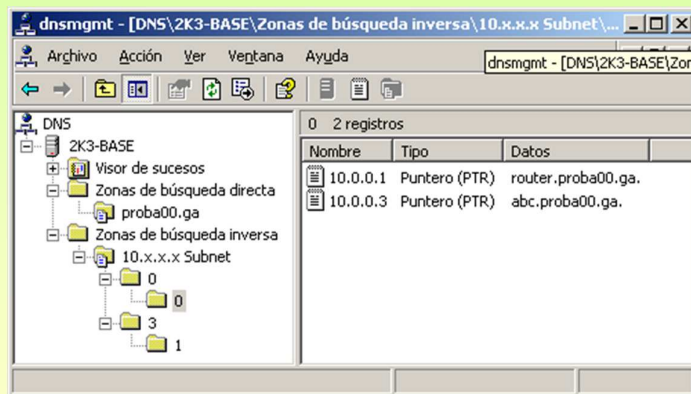 dnsmgmt - [DNS\2K3-BASE\Zonas de búsqueda inversa\10.x.x.x Subnet\...
Archivo Acción Ver Ventana Ayuda
dnsmgmt - [DNS\2K3-BASE\Zon
DNS
2K3-BASE
Visor de sucesos
Zonas de búsqueda directa
proba00.ga
Zonas de búsqueda inversa
10.x.x.x Subnet
0
0
3
1
0 2 registros
Nombre Tipo Datos
10.0.0.1 Puntero (PTR) router.proba00.ga.
10.0.0.3 Puntero (PTR) abc.proba00.ga.